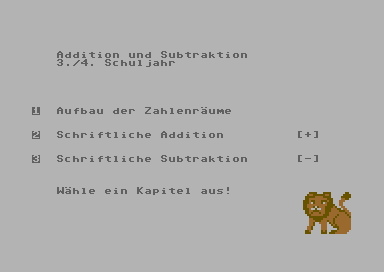 Addition und Subtraktion
3./4. Schuljahr
1 Aufbau der Zahlenräume
2 Schriftliche Addition [+]
3 Schriftliche Subtraktion [-]
Wähle ein Kapitel aus!